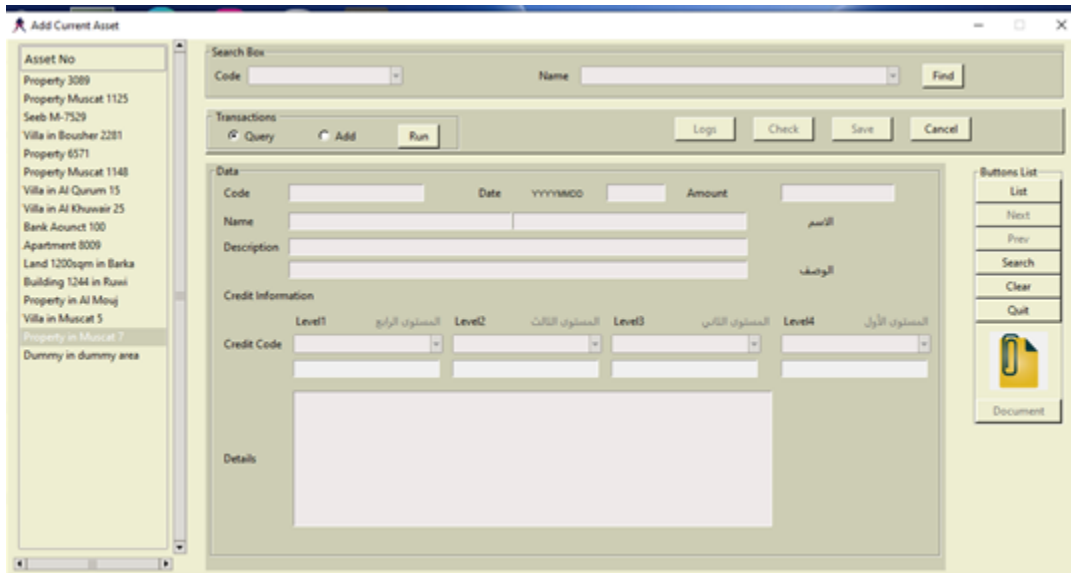 Add Current Asset
Asset No
Property 3089
Property Muscat 1125
Seeb M-7529
Villa in Bousher 2281
Property 6571
Property Muscat 1148
Villa in Al Qurum 15
Villa in Al Khuwair 25
Bank Aounct 100
Apartment 8009
Land 1200sqm in Barka
Building 1244 in Ruwi
Property in Al Mouj
Villa in Muscat 5
Property in Muscat 7
Dummy in dummy area
Search Box
Code Name Find
Transactions
Query Add Run Logs Check Save Cancel
Data
Code Date YYYYMMDD Amount
Name الاسم
Description
الوصف
Credit Information
Level1 المستوى الرابع Level2 المستوى الثالث Level3 المستوى الثاني Level4 المستوى الأول
Credit Code
Details
Buttons List
List
Next
Prev
Search
Clear
Quit
Document